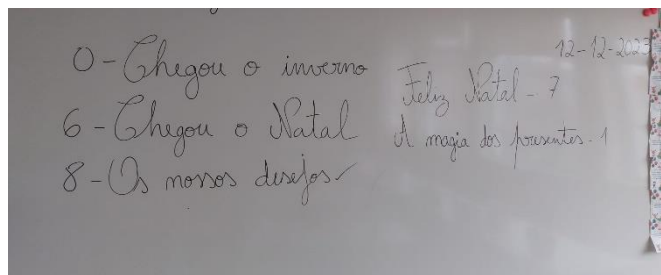 12-12-2023
0 - Chegou o inverno
6 - Chegou o Natal
8 - Os nossos desejos
Feliz Natal - 7
A magia dos presentes - 1